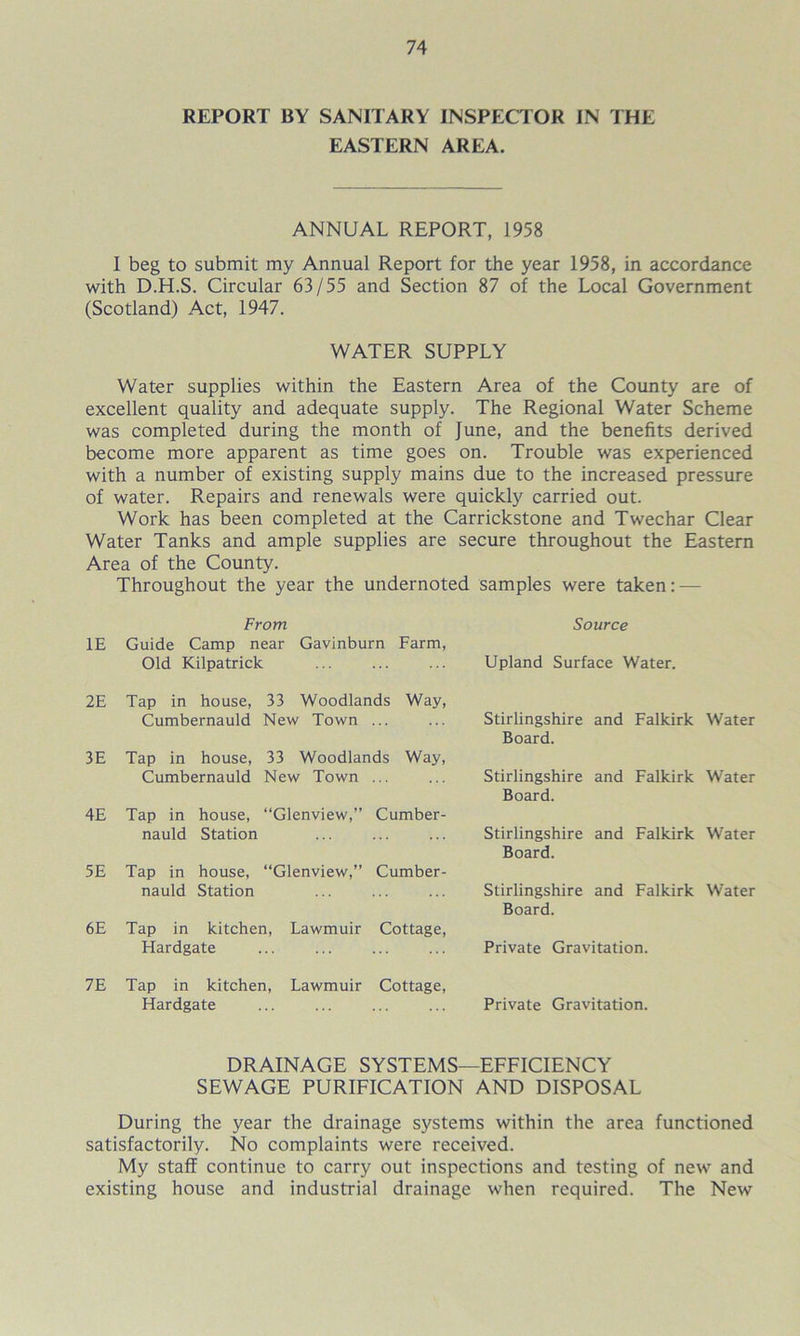 74
REPORT BY SANITARY INSPECTOR IN THE
EASTERN AREA.
ANNUAL REPORT, 1958
I beg to submit my Annual Report for the year 1958, in accordance
with D.H.S. Circular 63/55 and Section 87 of the Local Government
(Scotland) Act, 1947.
WATER SUPPLY
Water supplies within the Eastern Area of the County are of
excellent quality and adequate supply. The Regional Water Scheme
was completed during the month of June, and the benefits derived
become more apparent as time goes on. Trouble was experienced
with a number of existing supply mains due to the increased pressure
of water. Repairs and renewals were quickly carried out.
Work has been completed at the Carrickstone and Twechar Clear
Water Tanks and ample supplies are secure throughout the Eastern
Area of the County.
Throughout the year the undernoted samples were taken:—
From Source
1E Guide Camp near Gavinburn Farm,
Old Kilpatrick ... ... ... Upland Surface Water.
2E Tap in house, 33 Woodlands Way,
Cumbernauld New Town ... ... Stirlingshire and Falkirk Water
Board.
3E Tap in house, 33 Woodlands Way,
Cumbernauld New Town ... ... Stirlingshire and Falkirk Water
Board.
4E Tap in house, “Glenview,” Cumber-
nauld Station ... ... ... Stirlingshire and Falkirk Water
Board.
5E Tap in house, “Glenview,” Cumber-
nauld Station ... ... ... Stirlingshire and Falkirk Water
Board.
6E Tap in kitchen, Lawmuir Cottage,
Hardgate ... ... ... ... Private Gravitation.
7E Tap in kitchen, Lawmuir Cottage,
Hardgate ... ... ... ... Private Gravitation.
DRAINAGE SYSTEMS—EFFICIENCY
SEWAGE PURIFICATION AND DISPOSAL
During the year the drainage systems within the area functioned
satisfactorily. No complaints were received.
My staff continue to carry out inspections and testing of new and
existing house and industrial drainage when required. The New